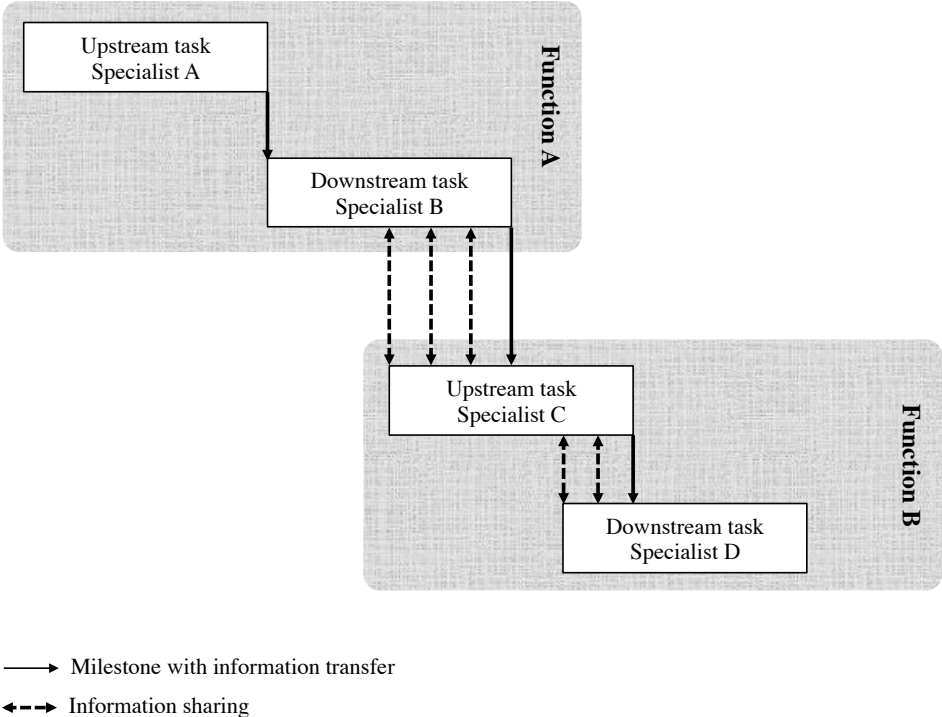 Upstream task
Specialist A
Function A
Downstream task
Specialist B
Upstream task
Specialist C
Function B
Downstream task
Specialist D
Milestone with information transfer
Information sharing